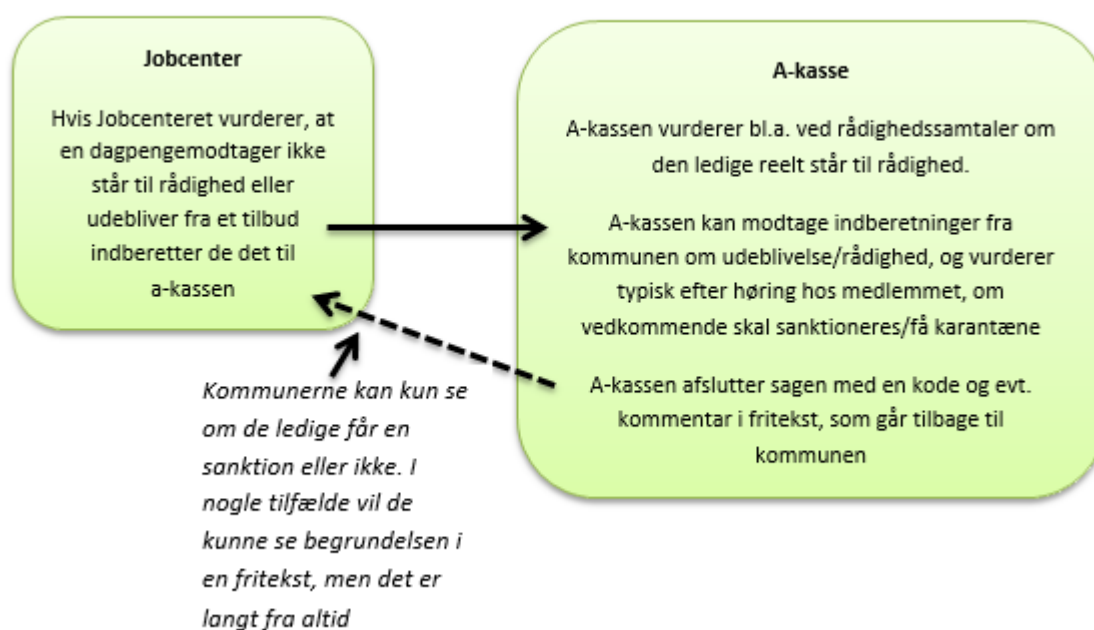 Jobcenter
Hvis Jobcenteret vurderer, at
en dagpengemodtager ikke
står til rådighed eller
udebliver fra et tilbud
indberetter de det til
a-kassen
A-kasse
A-kassen vurderer bl.a. ved rådighedssamtaler om
den ledige reelt står til rådighed.
A-kassen kan modtage indberetninger fra
kommunen om udeblivelse/rådighed, og vurderer
typisk efter høring hos medlemmet, om
vedkommende skal sanktioneres/få karantæne
A-kassen afslutter sagen med en kode og evt.
kommentar i fritekst, som går tilbage til
kommunen
Kommunerne kan kun se
om de ledige får en
sanktion eller ikke. I
nogle tilfælde vil de
kunne se begrundelsen i
en fritekst, men det er
langt fra altid